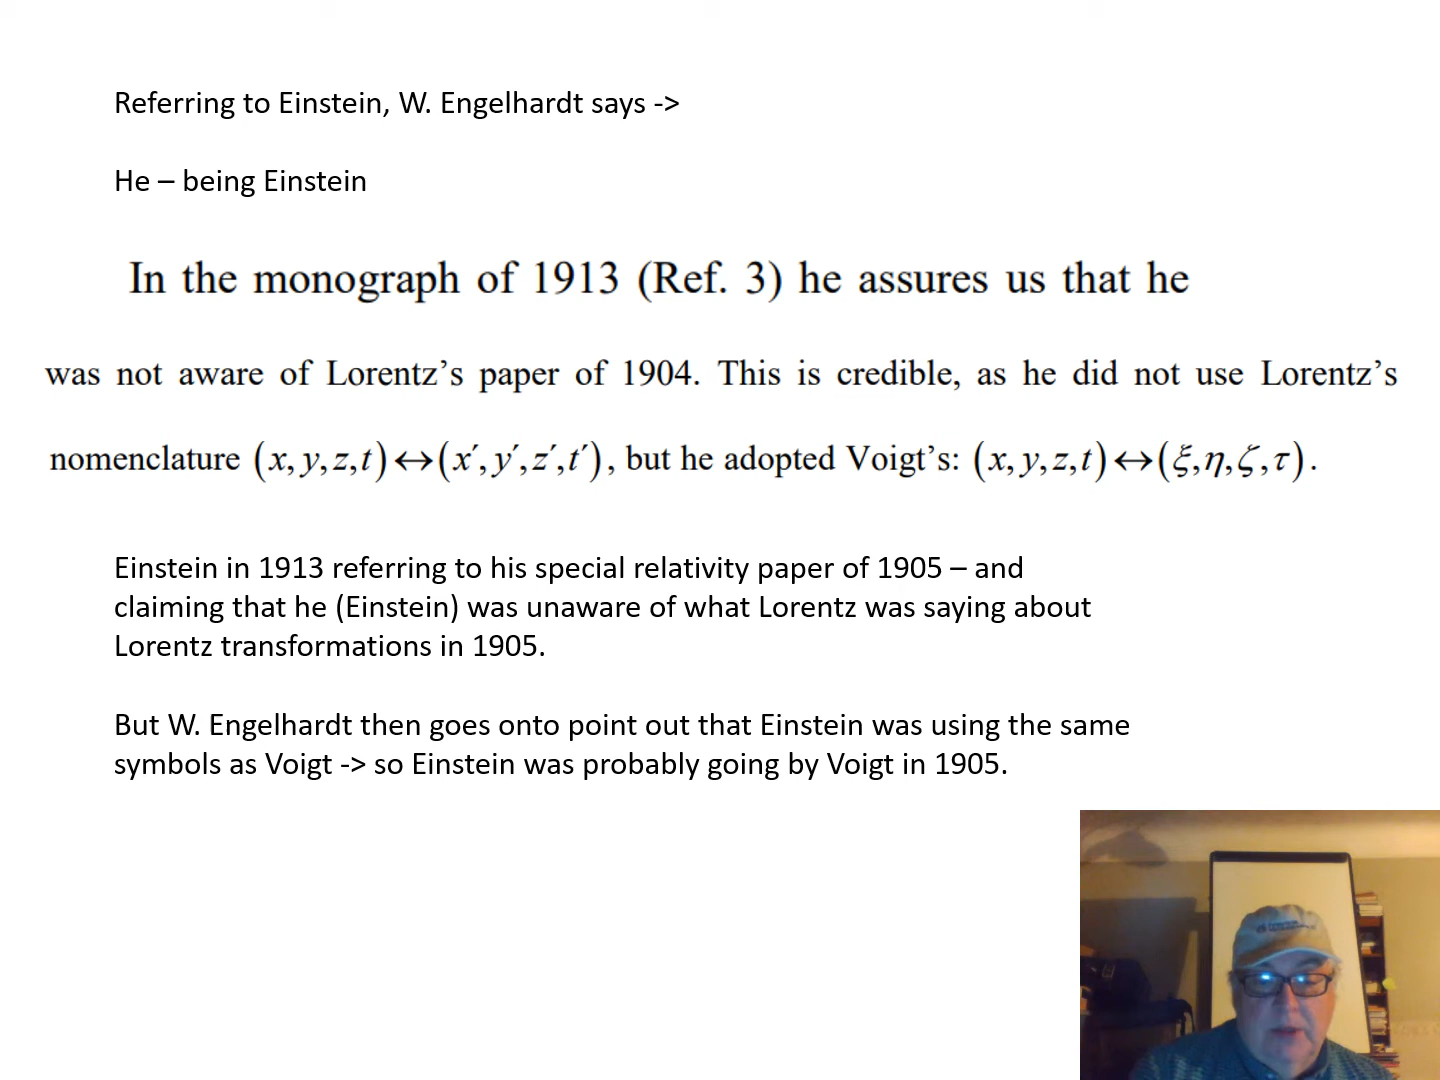 Referring to Einstein, W. Engelhardt says ->
He – being Einstein
In the monograph of 1913 (Ref. 3) he assures us that he
was not aware of Lorentz’s paper of 1904. This is credible, as he did not use Lorentz’s
nomenclature (x, y, z, t) ↔ (x′, y′, z′, t′), but he adopted Voigt’s: (x, y, z, t) ↔ (ξ, η, ζ, τ).
Einstein in 1913 referring to his special relativity paper of 1905 – and
claiming that he (Einstein) was unaware of what Lorentz was saying about
Lorentz transformations in 1905.
But W. Engelhardt then goes onto point out that Einstein was using the same
symbols as Voigt -> so Einstein was probably going by Voigt in 1905.